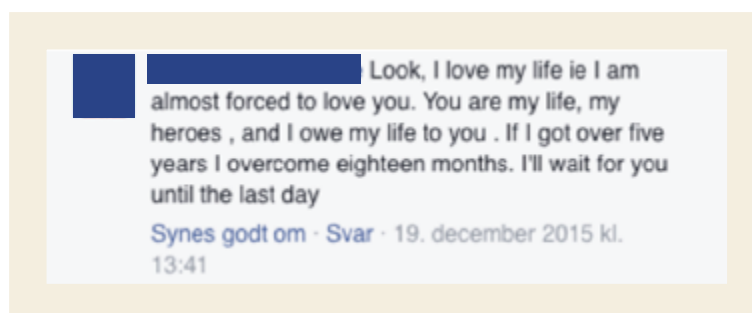 Look, I love my life ie I am
almost forced to love you. You are my life, my
heroes , and I owe my life to you . If I got over five
years I overcome eighteen months. I'll wait for you
until the last day
Synes godt om · Svar · 19. december 2015 kl.
13:41